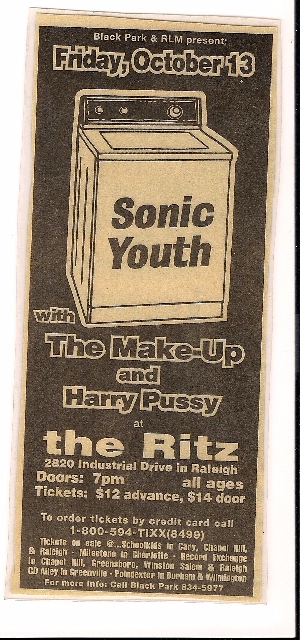 Black Park & RLM present
Friday, October 13
Sonic
Youth
with
The Make-Up
and
Harry Pussy
at
the Ritz
2820 Industrial Drive in Raleigh
Doors: 7pm all ages
Tickets: $12 advance, $14 door
To order tickets by credit card call
1-800-594-TIXX(8499)
Tickets on sale @...Schoolkids in Cary, Chapel Hill,
& Raleigh - Milestone in Charlotte - Record Exchange
in Chapel Hill, Greensboro, Winston Salem & Raleigh
CD Alley in Greenville - Poindexter in Durham & Wilmington
For more info: Call Black Park 834-5977